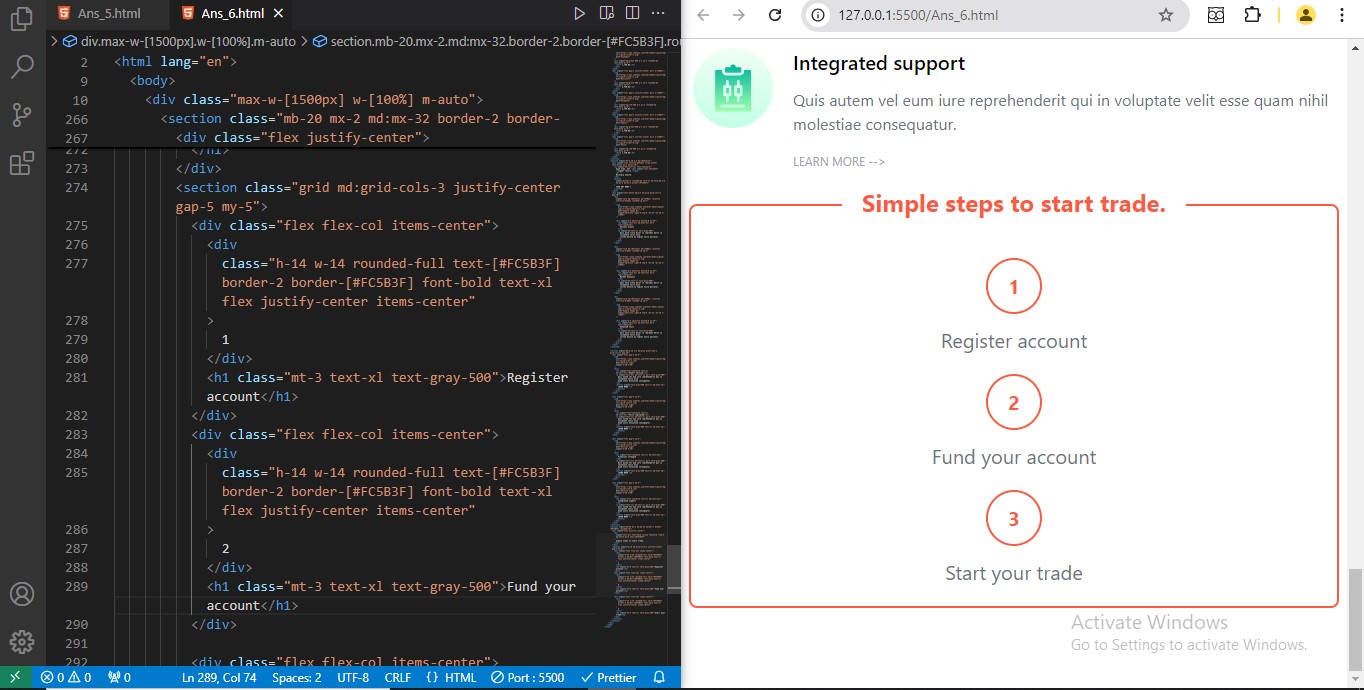 Ans_5.html
Ans_6.html
div.max-w-[1500px].w-[100%].m-auto > section.mb-20.mx-2.md:mx-32.border-2.border-[#FC5B3F].rou
2 <html lang="en">
9 <body>
10 <div class="max-w-[1500px] w-[100%] m-auto">
266 <section class="mb-20 mx-2 md:mx-32 border-2 border-
267 <div class="flex justify-center">
272 </h1>
273 </div>
274 <section class="grid md:grid-cols-3 justify-center
gap-5 my-5">
275 <div class="flex flex-col items-center">
276 <div
277 class="h-14 w-14 rounded-full text-[#FC5B3F]
border-2 border-[#FC5B3F] font-bold text-xl
flex justify-center items-center"
278 >
279 1
280 </div>
281 <h1 class="mt-3 text-xl text-gray-500">Register
account</h1>
282 </div>
283 <div class="flex flex-col items-center">
284 <div
285 class="h-14 w-14 rounded-full text-[#FC5B3F]
border-2 border-[#FC5B3F] font-bold text-xl
flex justify-center items-center"
286 >
287 2
288 </div>
289 <h1 class="mt-3 text-xl text-gray-500">Fund your
account</h1>
290 </div>
291
292 <div class="flex flex-col items-center">
0 0 0 Ln 289, Col 74 Spaces: 2 UTF-8 CRLF {} HTML Port : 5500 Prettier
127.0.0.1:5500/Ans_6.html
Integrated support
Quis autem vel eum iure reprehenderit qui in voluptate velit esse quam nihil
molestiae consequatur.
LEARN MORE -->
Simple steps to start trade.
1
Register account
2
Fund your account
3
Start your trade
Activate Windows
Go to Settings to activate Windows.